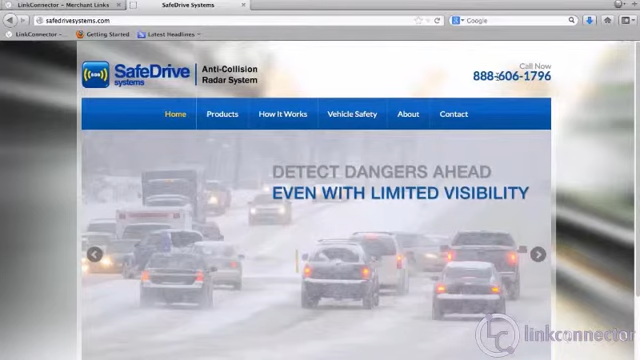 LinkConnector – Merchant Links
SafeDrive Systems
safedrivesystems.com
Google
LinkConnector –
Getting Started
Latest Headlines
SafeDrive
systems
Anti-Collision
Radar System
Call Now
888-606-1796
Home
Products
How It Works
Vehicle Safety
About
Contact
DETECT DANGERS AHEAD
EVEN WITH LIMITED VISIBILITY
LC linkconnector